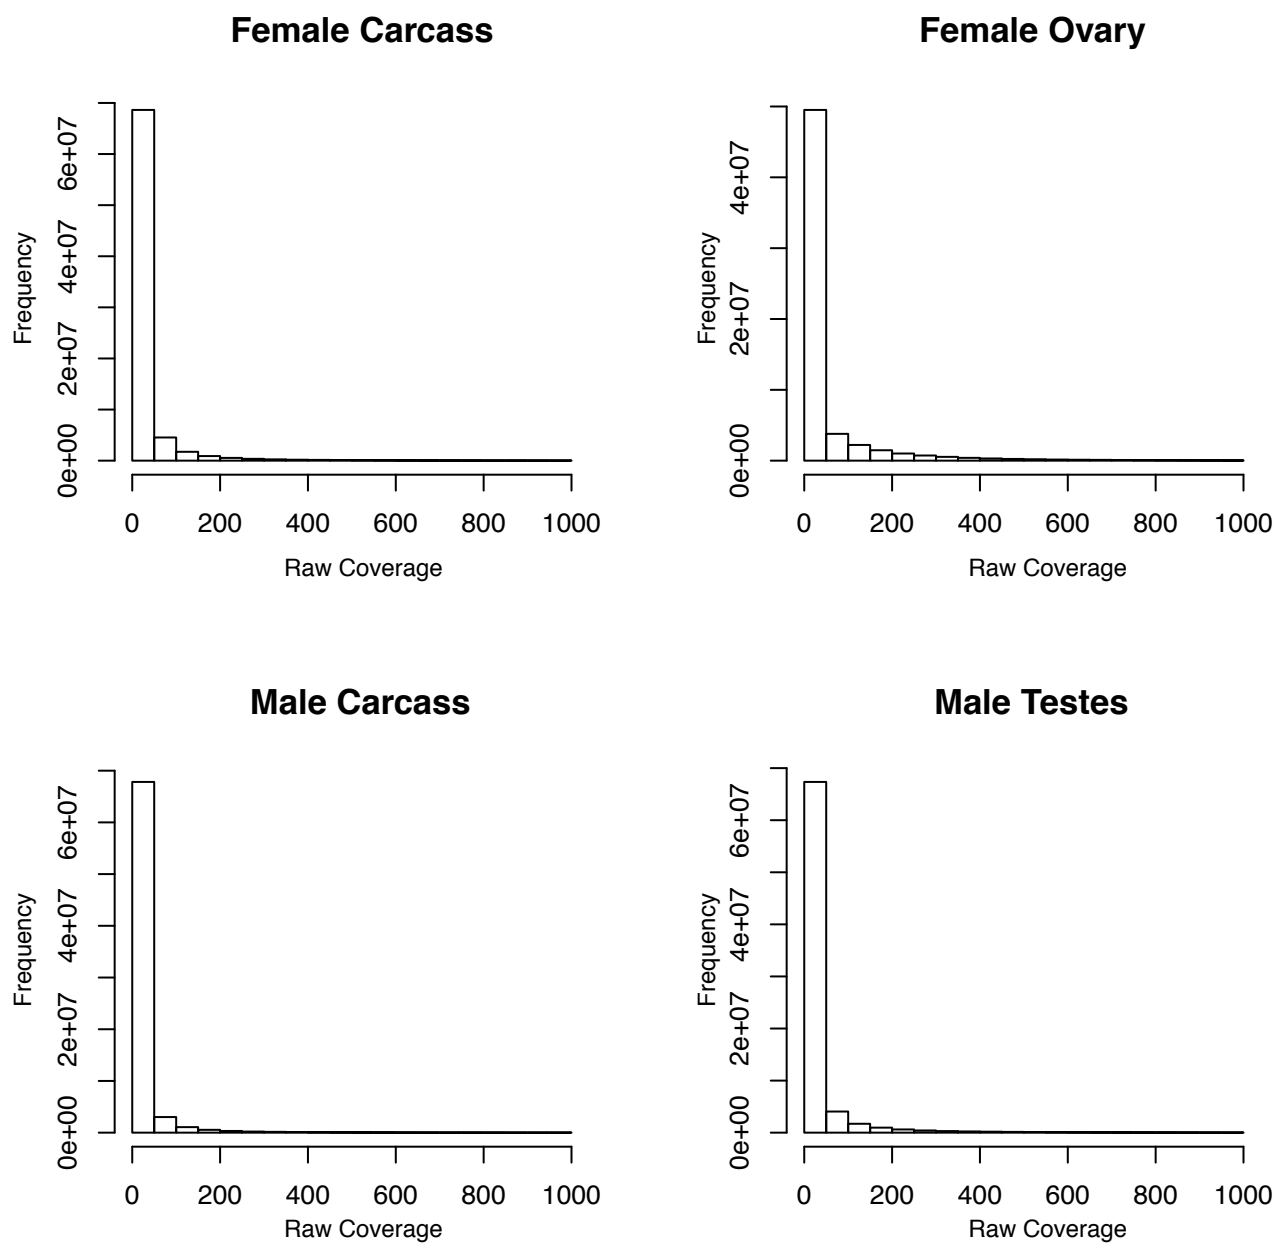 Female Carcass
Frequency
6e+07
4e+07
2e+07
0e+00
0 200 400 600 800 1000
Raw Coverage
Female Ovary
Frequency
4e+07
2e+07
0e+00
0 200 400 600 800 1000
Raw Coverage
Male Carcass
Frequency
6e+07
4e+07
2e+07
0e+00
0 200 400 600 800 1000
Raw Coverage
Male Testes
Frequency
6e+07
4e+07
2e+07
0e+00
0 200 400 600 800 1000
Raw Coverage